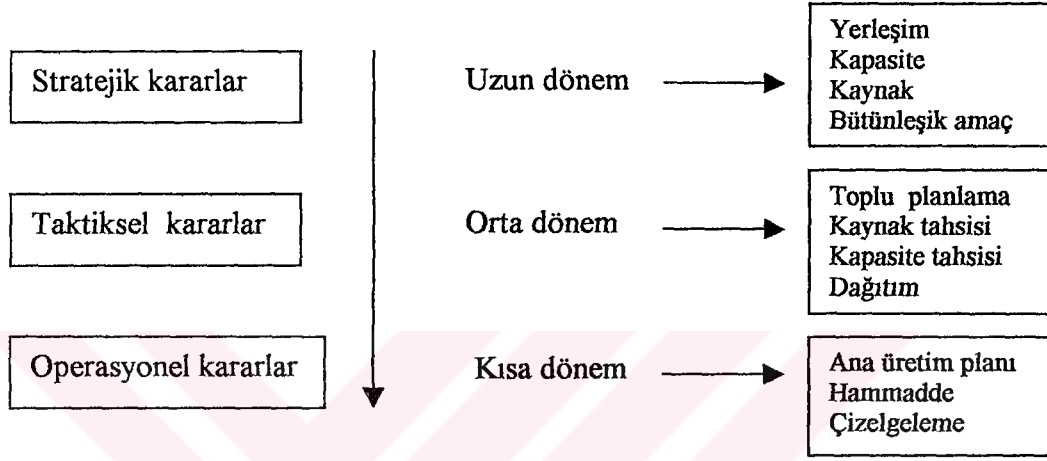 Stratejik kararlar
Uzun dönem
Yerleşim
Kapasite
Kaynak
Bütünleşik amaç
Taktiksel kararlar
Orta dönem
Toplu planlama
Kaynak tahsisi
Kapasite tahsisi
Dağıtım
Operasyonel kararlar
Kısa dönem
Ana üretim planı
Hammadde
Çizelgeleme